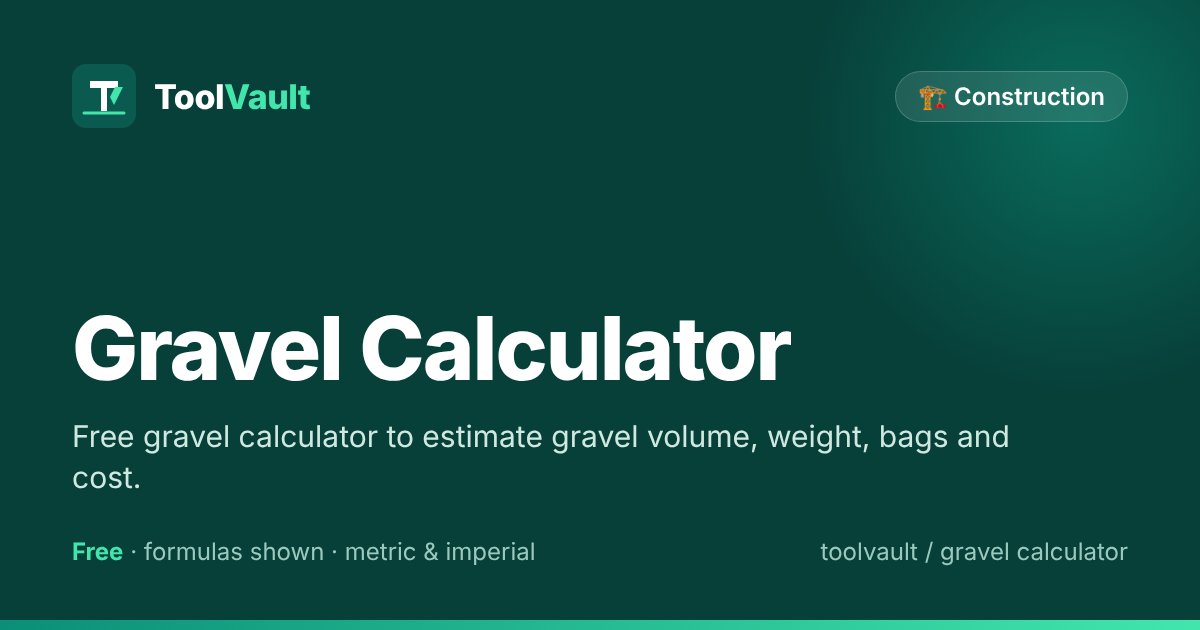 ToolVault
🏗️ Construction
Gravel Calculator
Free gravel calculator to estimate gravel volume, weight, bags and
cost.
Free · formulas shown · metric & imperial
toolvault / gravel calculator